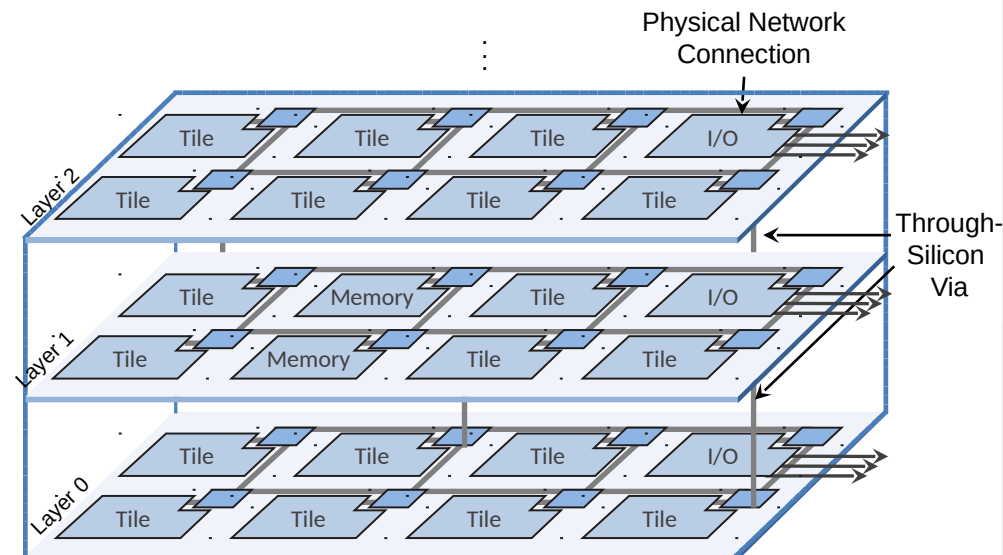 Physical Network
Connection
Tile
Tile
Tile
I/O
Layer 2
Tile
Tile
Tile
Tile
Through-
Silicon
Via
Tile
Memory
Tile
I/O
Layer 1
Tile
Memory
Tile
Tile
Tile
Tile
Tile
I/O
Layer 0
Tile
Tile
Tile
Tile